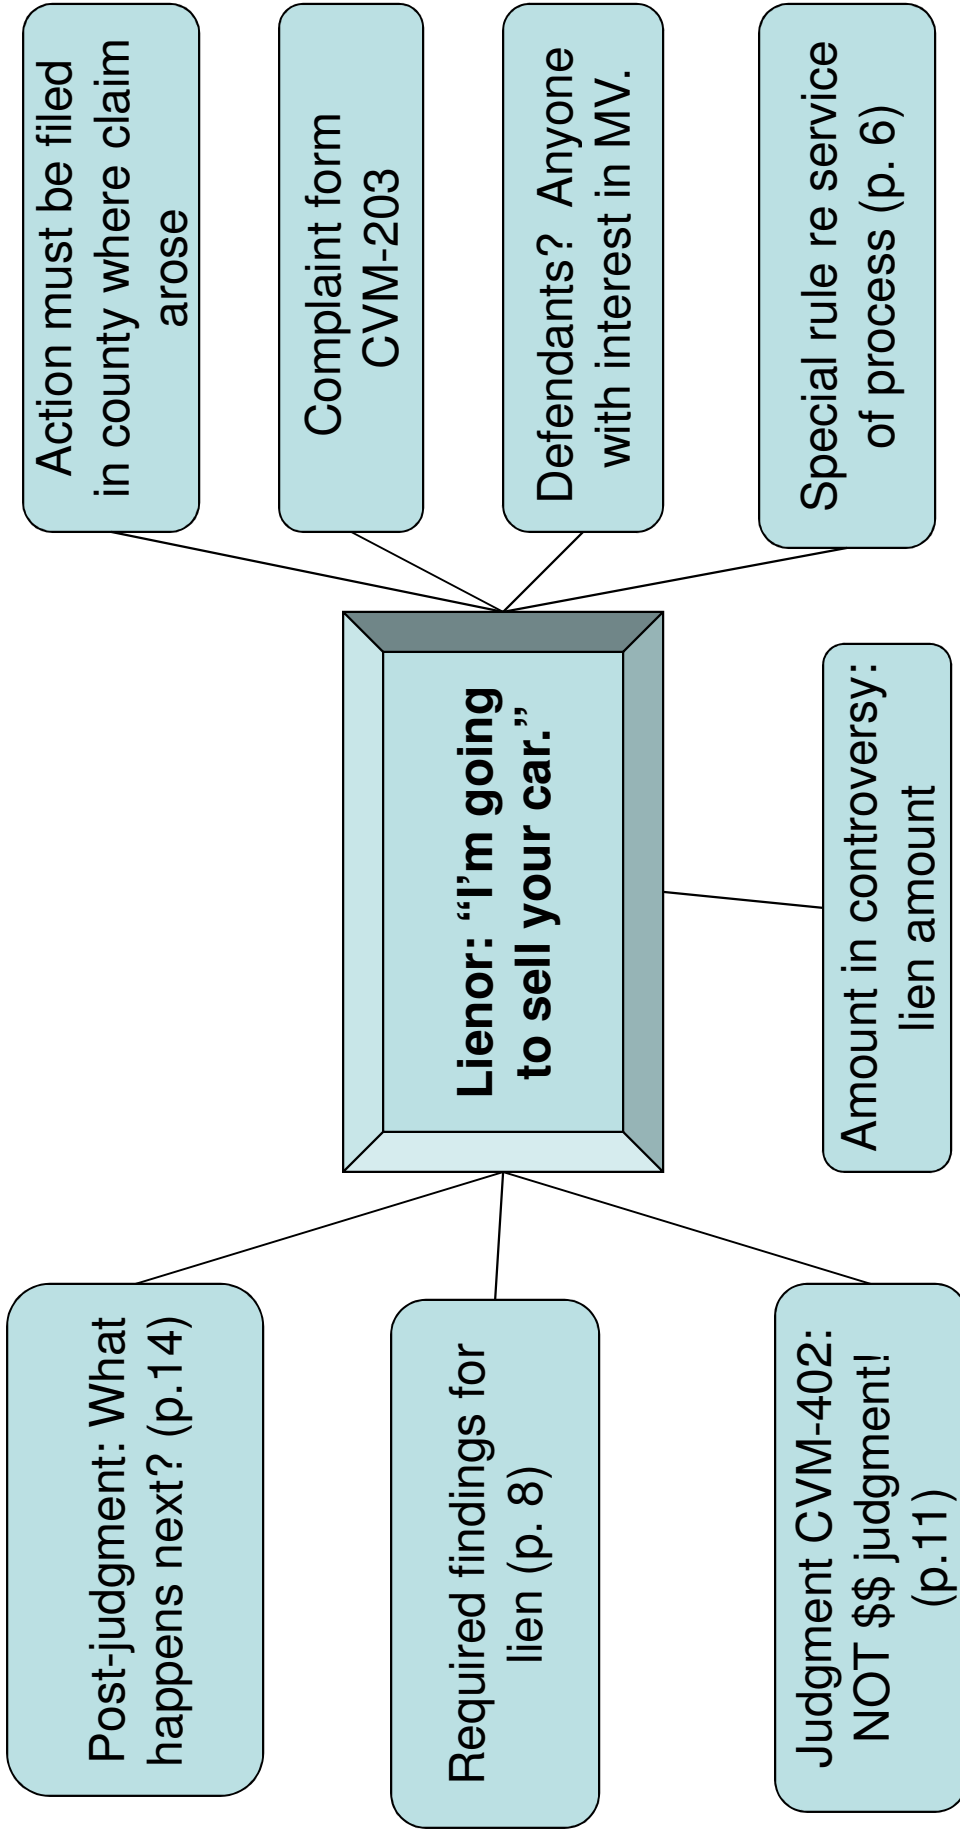 Post-judgment: What
happens next? (p.14)
Required findings for
lien (p. 8)
Judgment CVM-402:
NOT $$ judgment!
(p.11)
Lienor: “I’m going
to sell your car.”
Amount in controversy:
lien amount
Action must be filed
in county where claim
arose
Complaint form
CVM-203
Defendants? Anyone
with interest in MV.
Special rule re service
of process (p. 6)